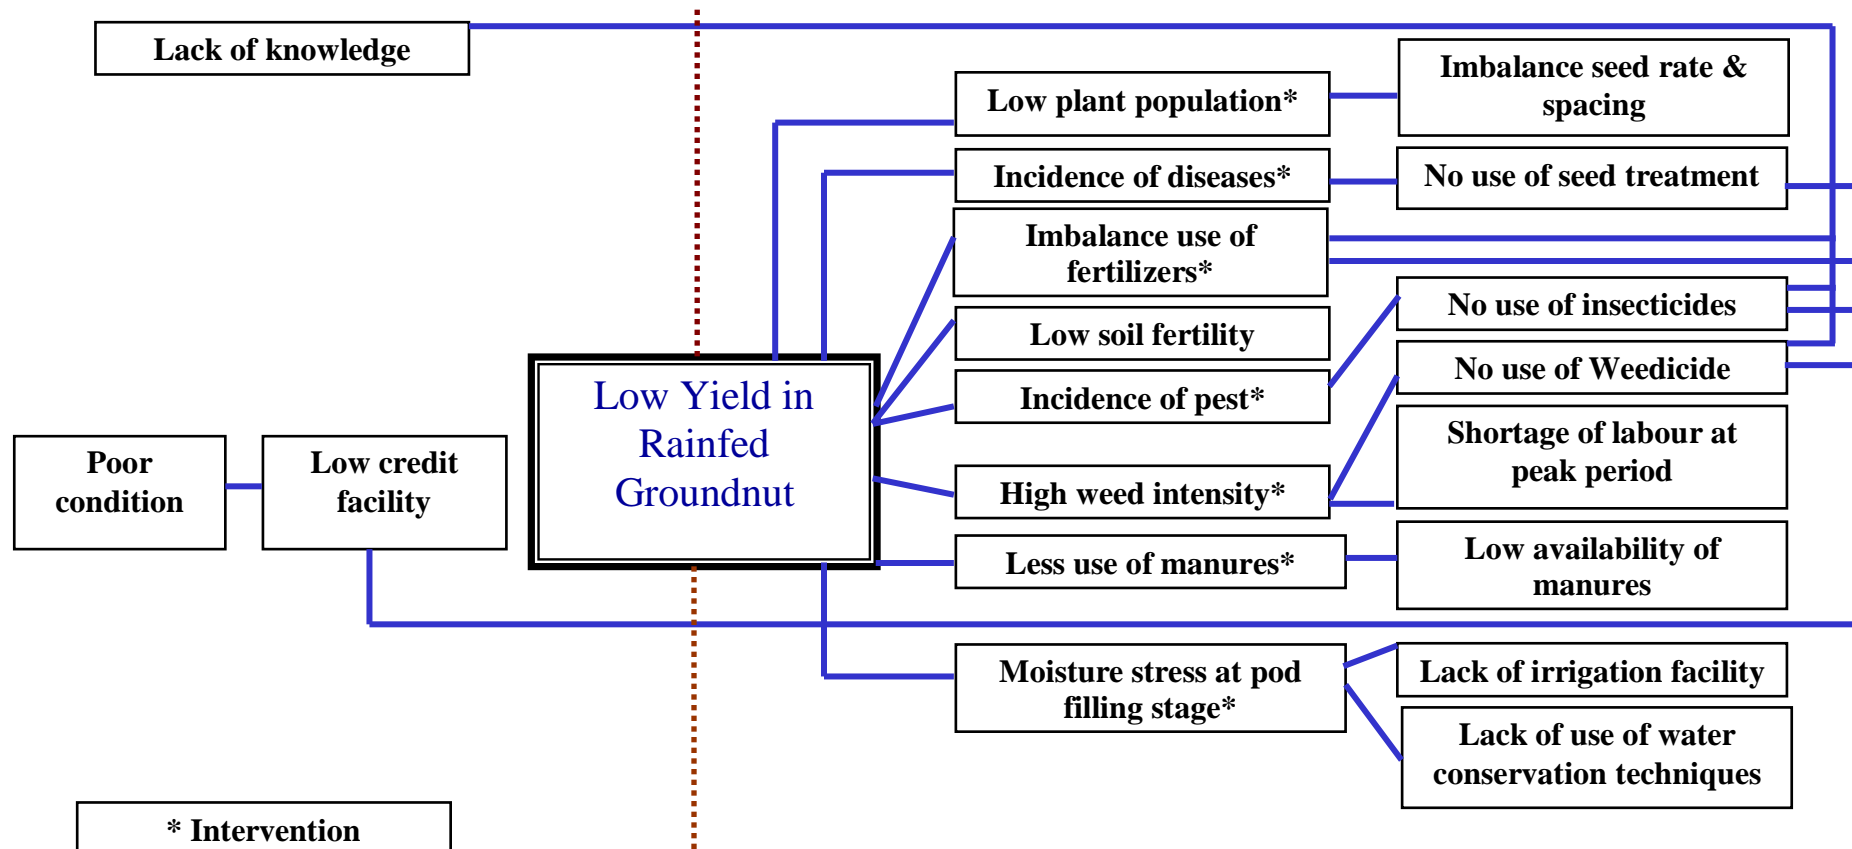 Lack of knowledge
Low plant population*
Imbalance seed rate &
spacing
Incidence of diseases*
No use of seed treatment
Imbalance use of
fertilizers*
No use of insecticides
Low soil fertility
No use of Weedicide
Incidence of pest*
Low Yield in
Rainfed
Groundnut
Poor
condition
Low credit
facility
Shortage of labour at
peak period
High weed intensity*
Less use of manures*
Low availability of
manures
Moisture stress at pod
filling stage*
Lack of irrigation facility
Lack of use of water
conservation techniques
* Intervention